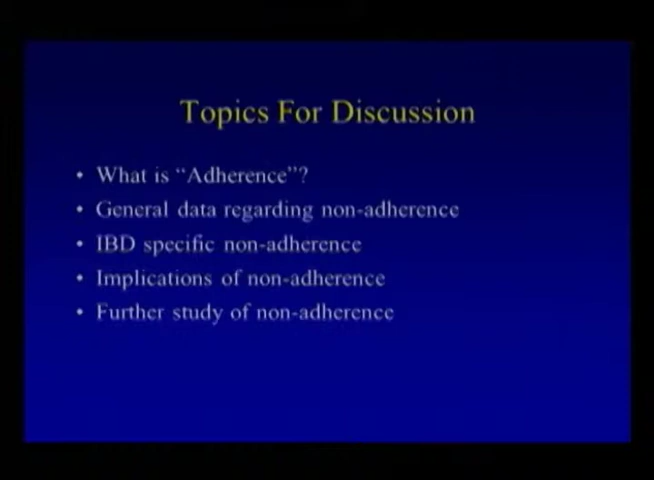 Topics For Discussion
• What is “Adherence”?
• General data regarding non-adherence
• IBD specific non-adherence
• Implications of non-adherence
• Further study of non-adherence